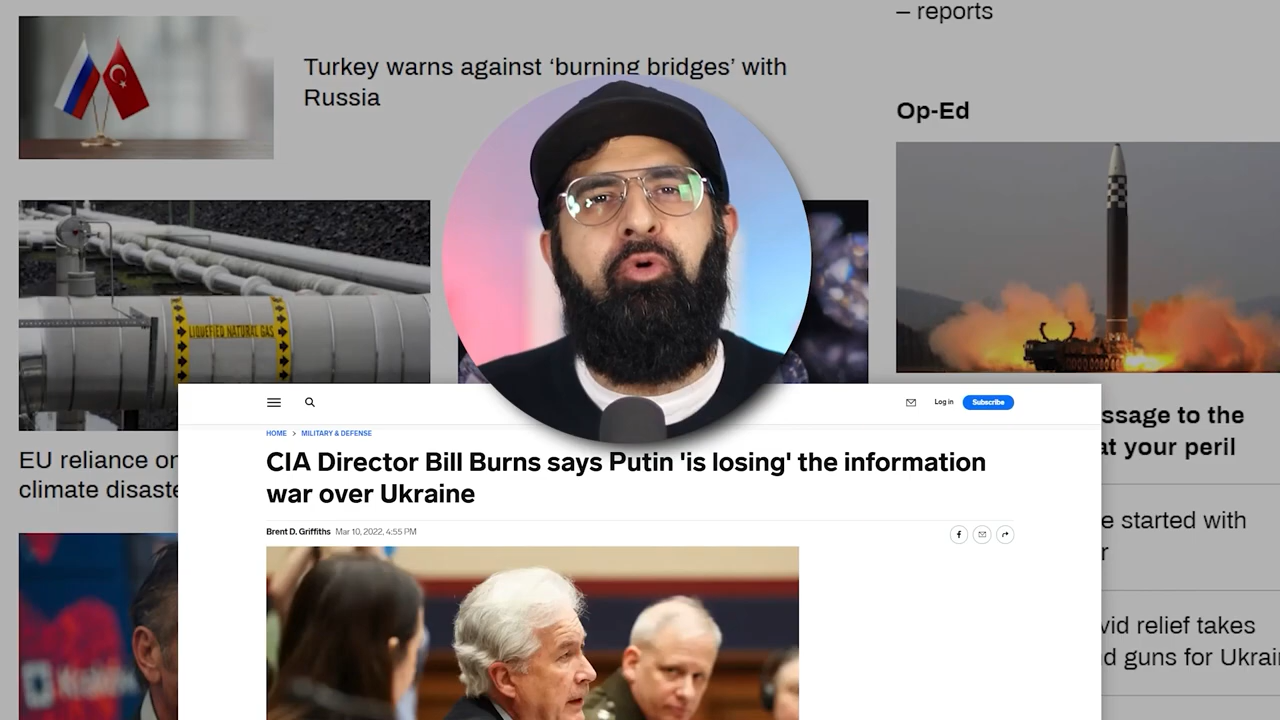 – reports
Turkey warns against ‘burning bridges’ with
Russia
Op-Ed
LIQUEFIED NATURAL GAS
EU reliance on
climate disaste
ssage to the
at your peril
e started with
r
vid relief takes
d guns for Ukrai
Log in
Subscribe
HOME > MILITARY & DEFENSE
CIA Director Bill Burns says Putin 'is losing' the information
war over Ukraine
Brent D. Griffiths Mar 10, 2022, 4:55 PM